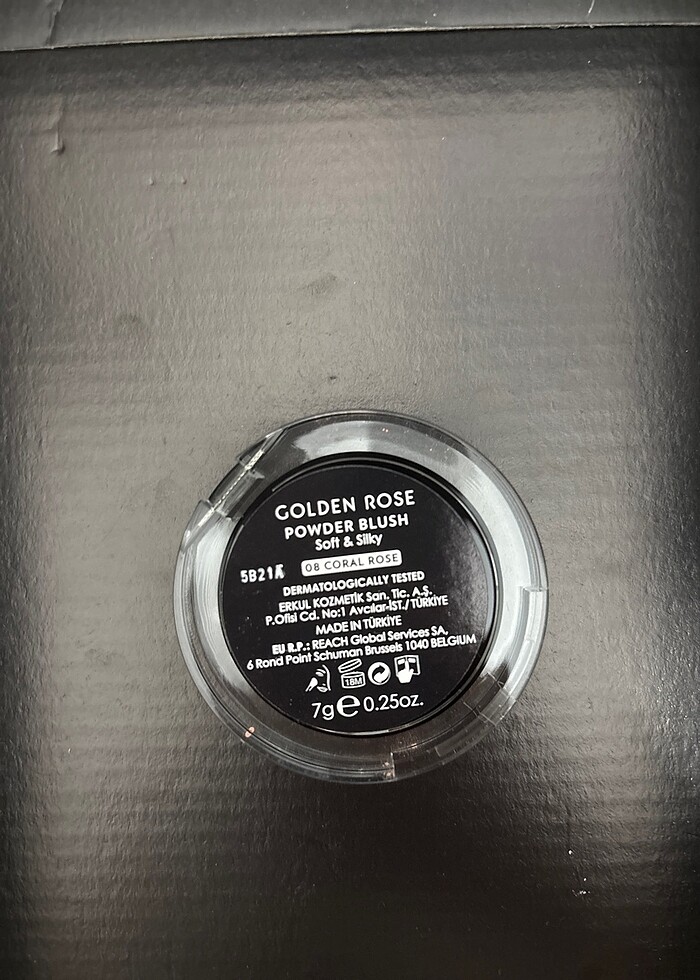 GOLDEN ROSE
POWDER BLUSH
Soft & Silky
5B21A 08 CORAL ROSE
DERMATOLOGICALLY TESTED
ERKUL KOZMETİK San. Tic. A.Ş.
P.Ofisi Cd. No:1 Avcılar-İST./TÜRKİYE
MADE IN TÜRKİYE
EU R.P.: REACH Global Services SA,
6 Rond Point Schuman Brussels 1040 BELGIUM
18M
7g e 0.25oz.